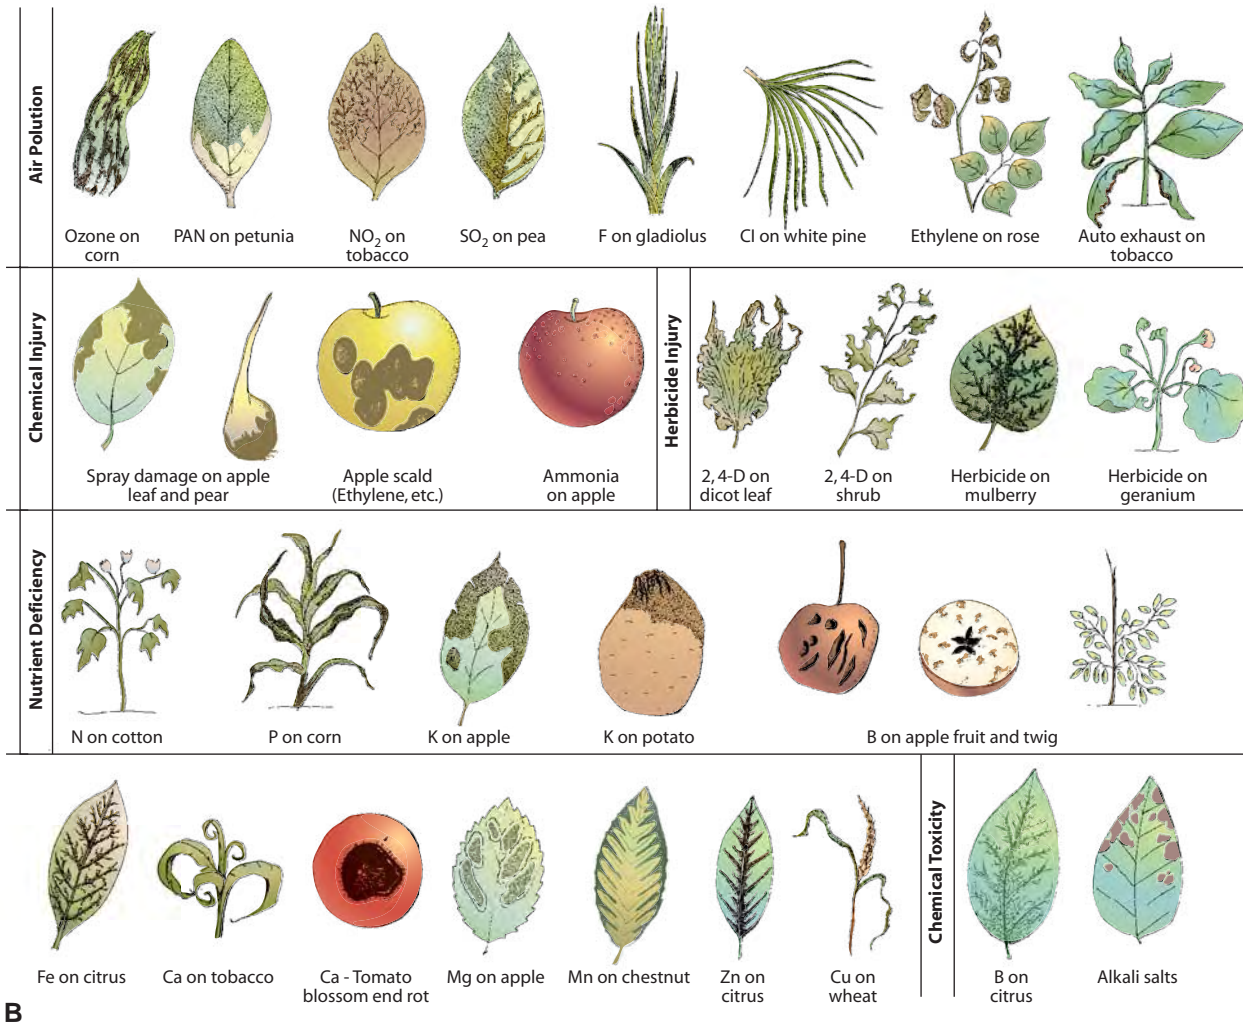 Air Polution
Ozone on
corn
PAN on petunia
NO₂ on
tobacco
SO₂ on pea
F on gladiolus
Cl on white pine
Ethylene on rose
Auto exhaust on
tobacco
Chemical Injury
Spray damage on apple
leaf and pear
Apple scald
(Ethylene, etc.)
Ammonia
on apple
Herbicide Injury
2, 4-D on
dicot leaf
2, 4-D on
shrub
Herbicide on
mulberry
Herbicide on
geranium
Nutrient Deficiency
N on cotton
P on corn
K on apple
K on potato
B on apple fruit and twig
Fe on citrus
Ca on tobacco
Ca - Tomato
blossom end rot
Mg on apple
Mn on chestnut
Zn on
citrus
Cu on
wheat
Chemical Toxicity
B on
citrus
Alkali salts
B